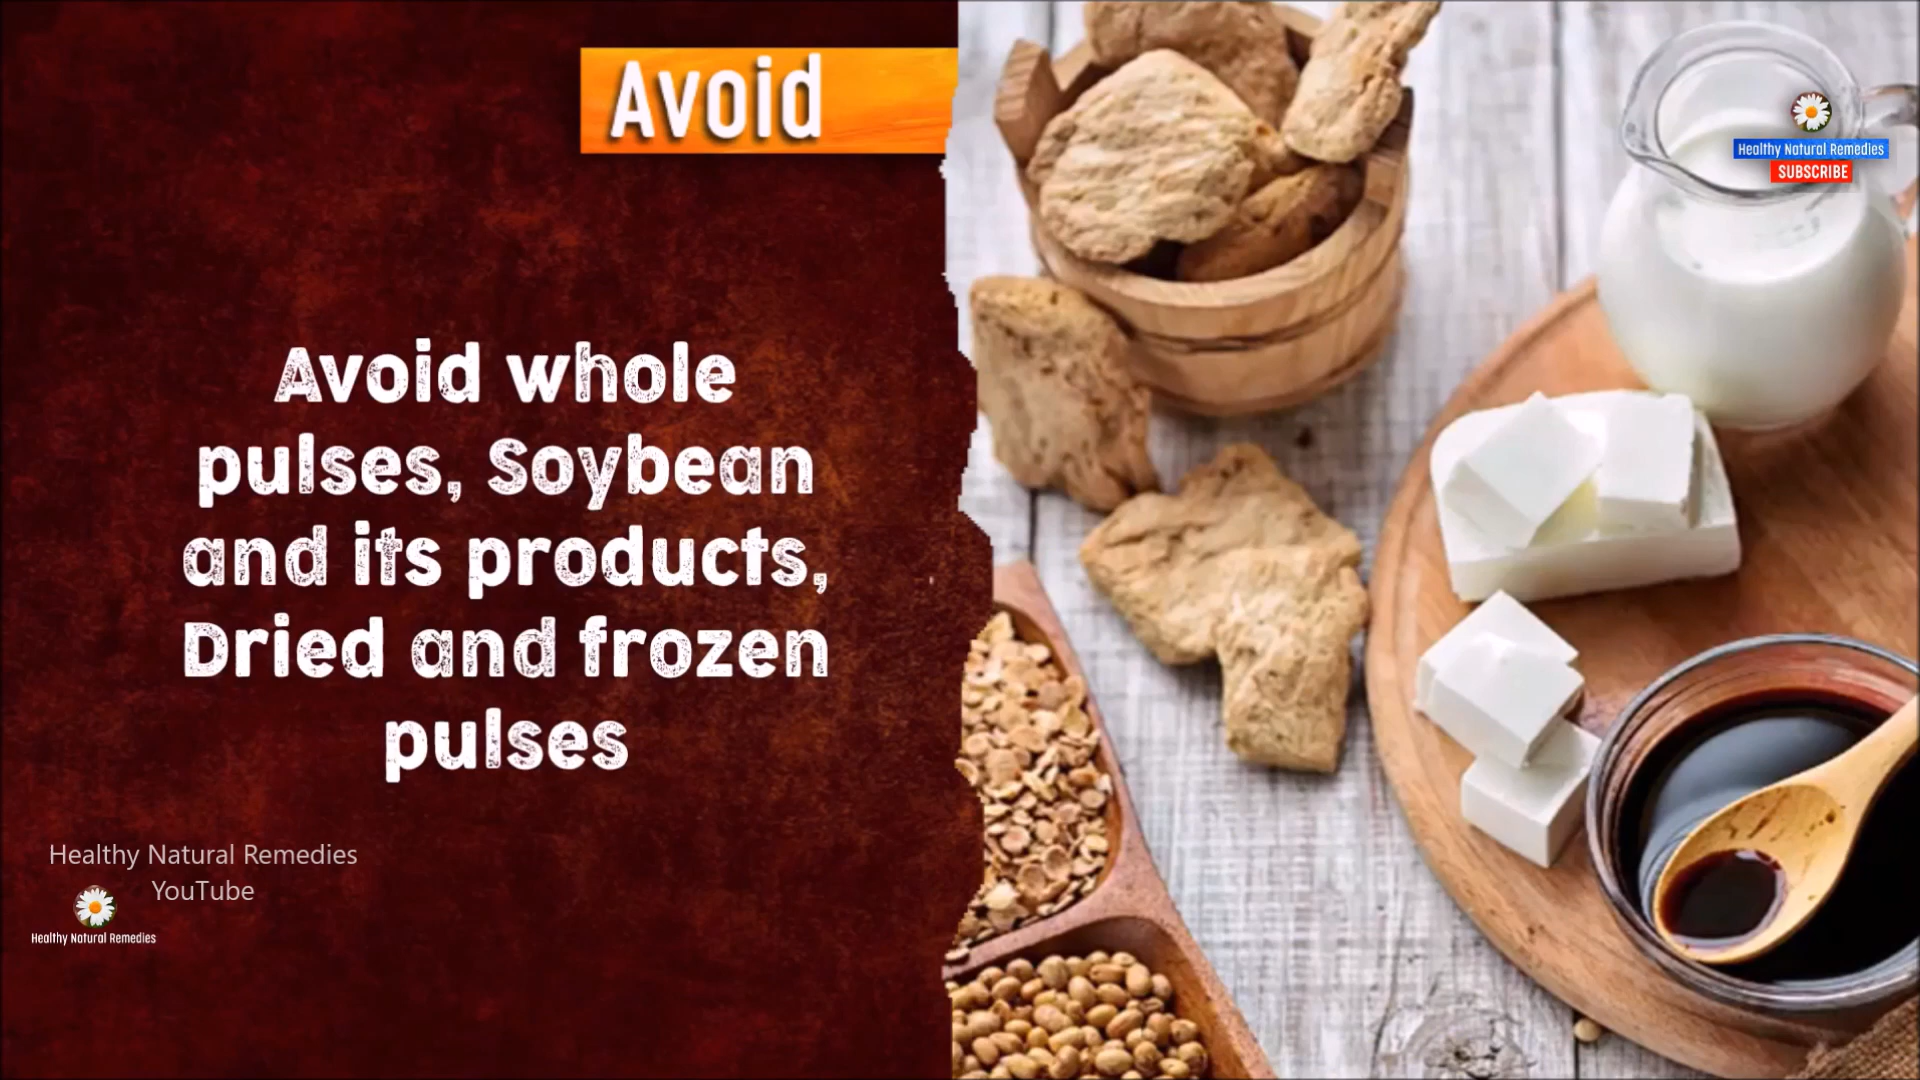 Avoid
Healthy Natural Remedies
SUBSCRIBE
Avoid whole
pulses, Soybean
and its products,
Dried and frozen
pulses
Healthy Natural Remedies
YouTube
Healthy Natural Remedies